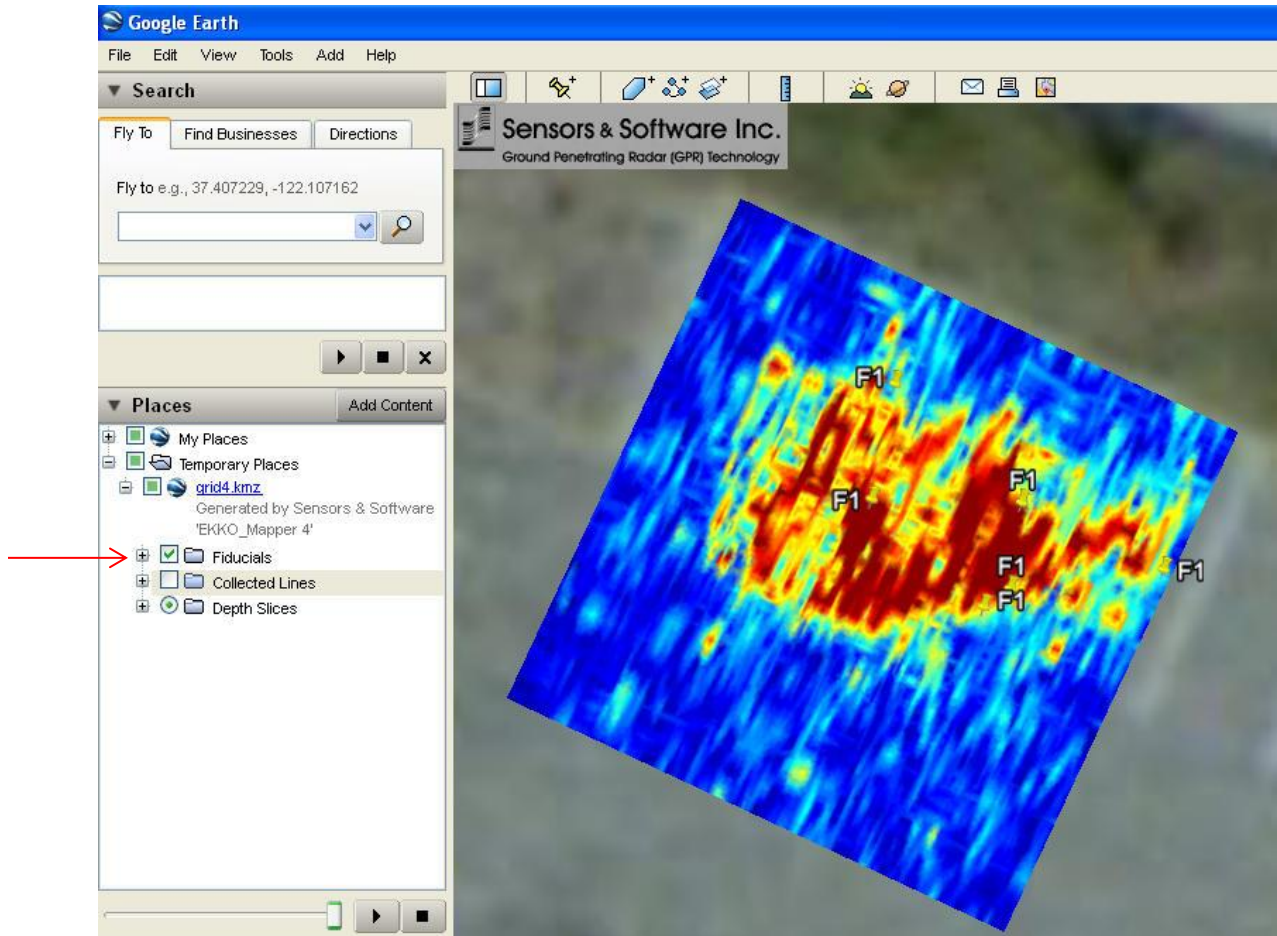 Google Earth
File Edit View Tools Add Help
Search
Fly To Find Businesses Directions
Fly to e.g., 37.407229, -122.107162
Places Add Content
My Places
Temporary Places
grid4.kmz
Generated by Sensors & Software
'EKKO_Mapper 4'
Fiducials
Collected Lines
Depth Slices
Sensors & Software Inc.
Ground Penetrating Radar (GPR) Technology
F1
F1
F1
F1
F1
F1